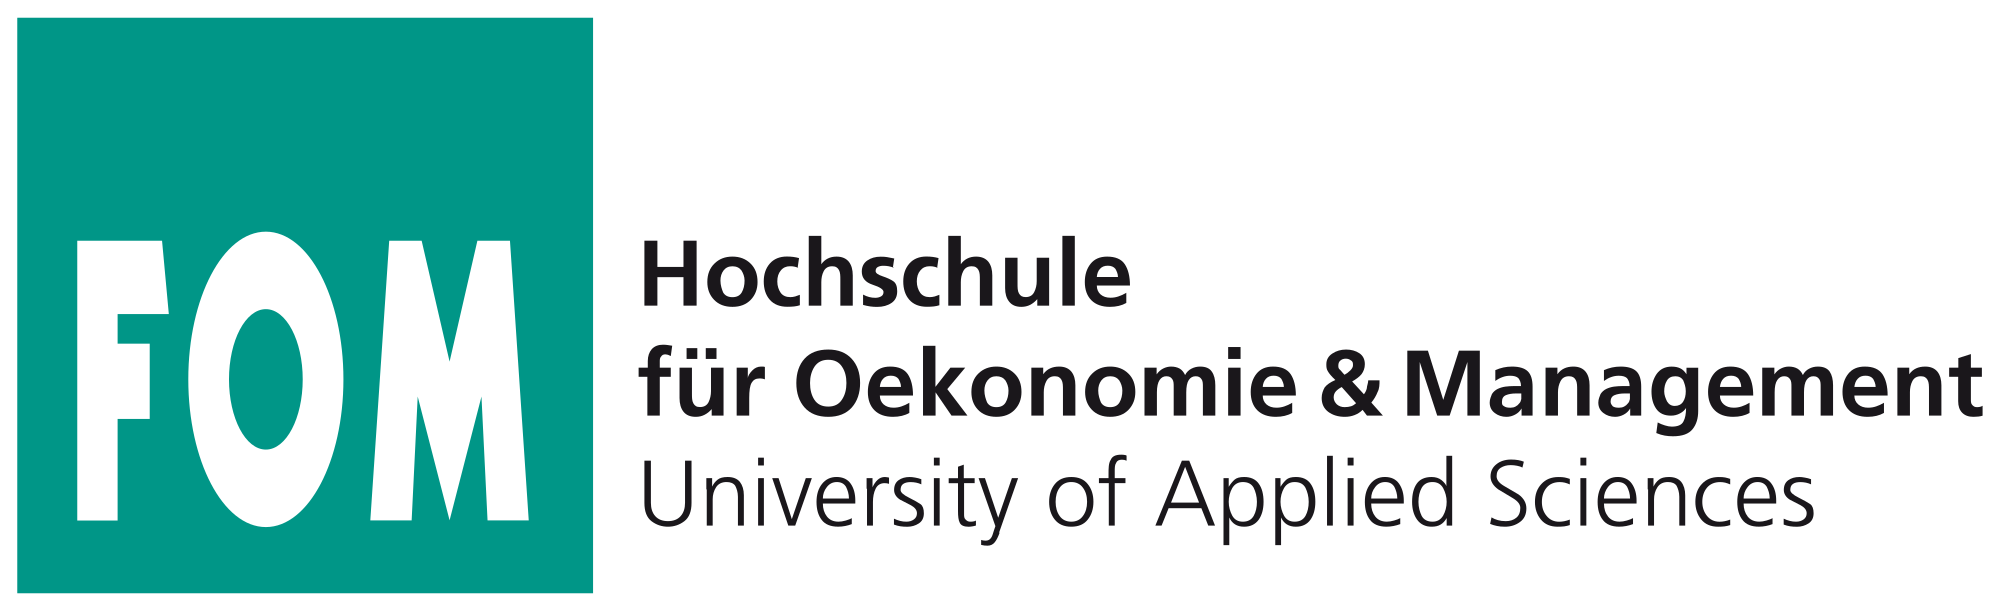 FOM
Hochschule
für Oekonomie & Management
University of Applied Sciences